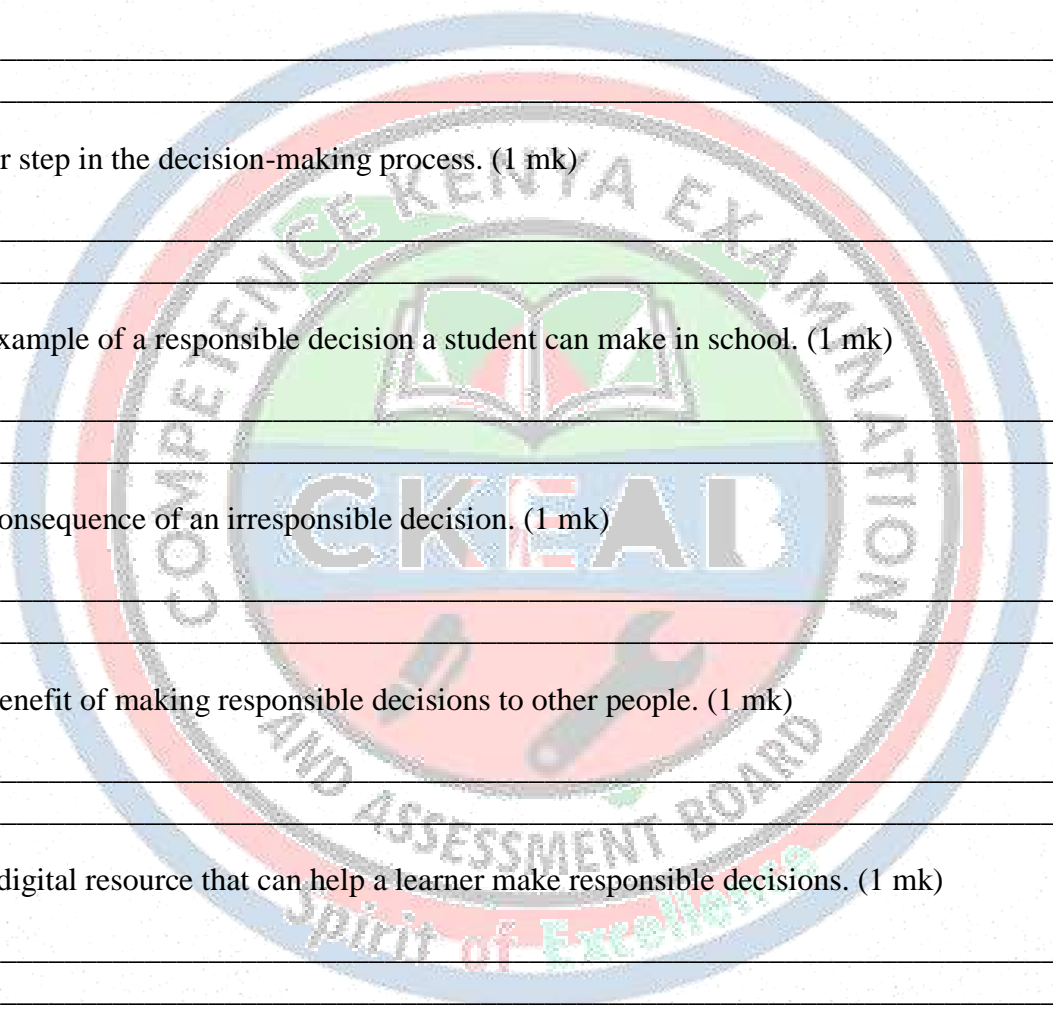 r step in the decision-making process. (1 mk)
COMPETENCE KENYA EXAMINATION
xample of a responsible decision a student can make in school. (1 mk)
CKEAB
onsequence of an irresponsible decision. (1 mk)
enefit of making responsible decisions to other people. (1 mk)
AND ASSESSMENT BOARD
digital resource that can help a learner make responsible decisions. (1 mk)
Spirit of Excellence